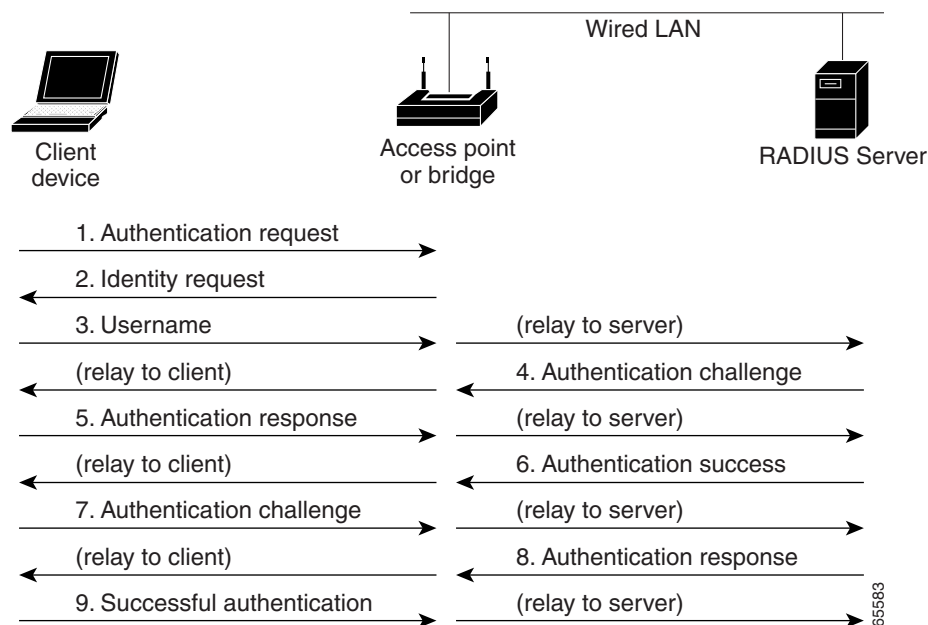 Wired LAN
Client
device
Access point
or bridge
RADIUS Server
1. Authentication request
2. Identity request
3. Username
(relay to server)
(relay to client)
4. Authentication challenge
5. Authentication response
(relay to server)
(relay to client)
6. Authentication success
7. Authentication challenge
(relay to server)
(relay to client)
8. Authentication response
9. Successful authentication
(relay to server)
65583